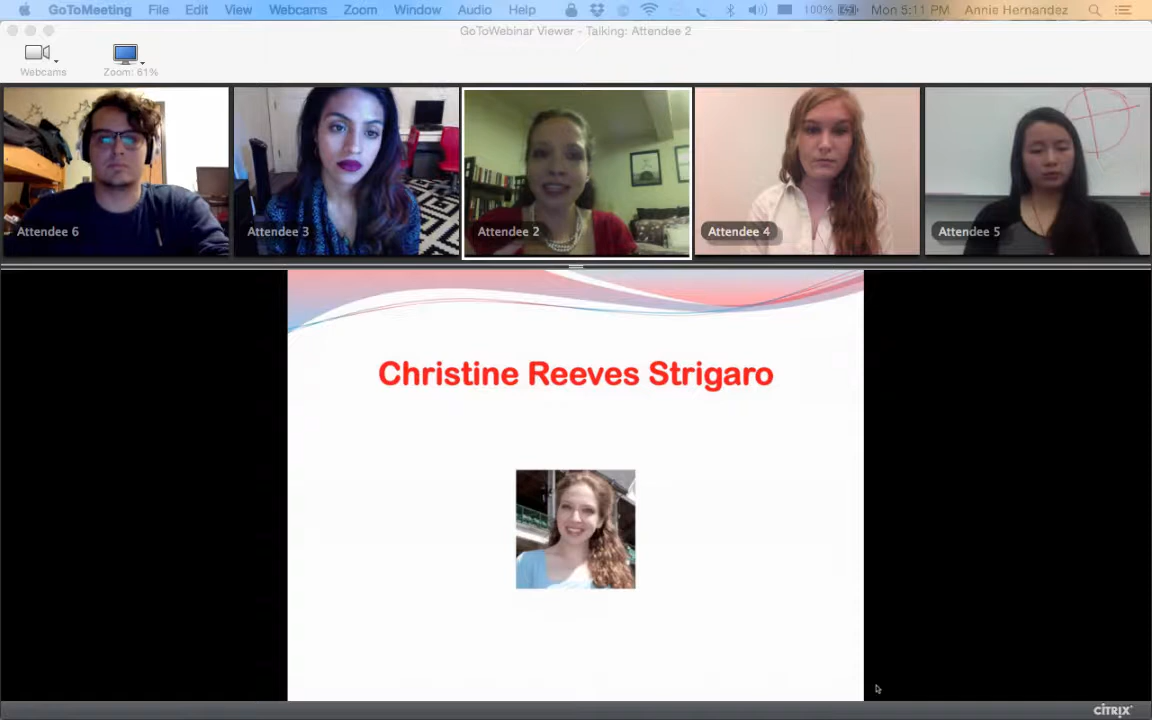 GoToMeeting File Edit View Webcams Zoom Window Audio Help 100% Mon 5:11 PM Annie Hernandez
GoToWebinar Viewer - Talking: Attendee 2
Webcams Zoom: 61%
Attendee 6 Attendee 3 Attendee 2 Attendee 4 Attendee 5
Christine Reeves Strigaro
CITRIX